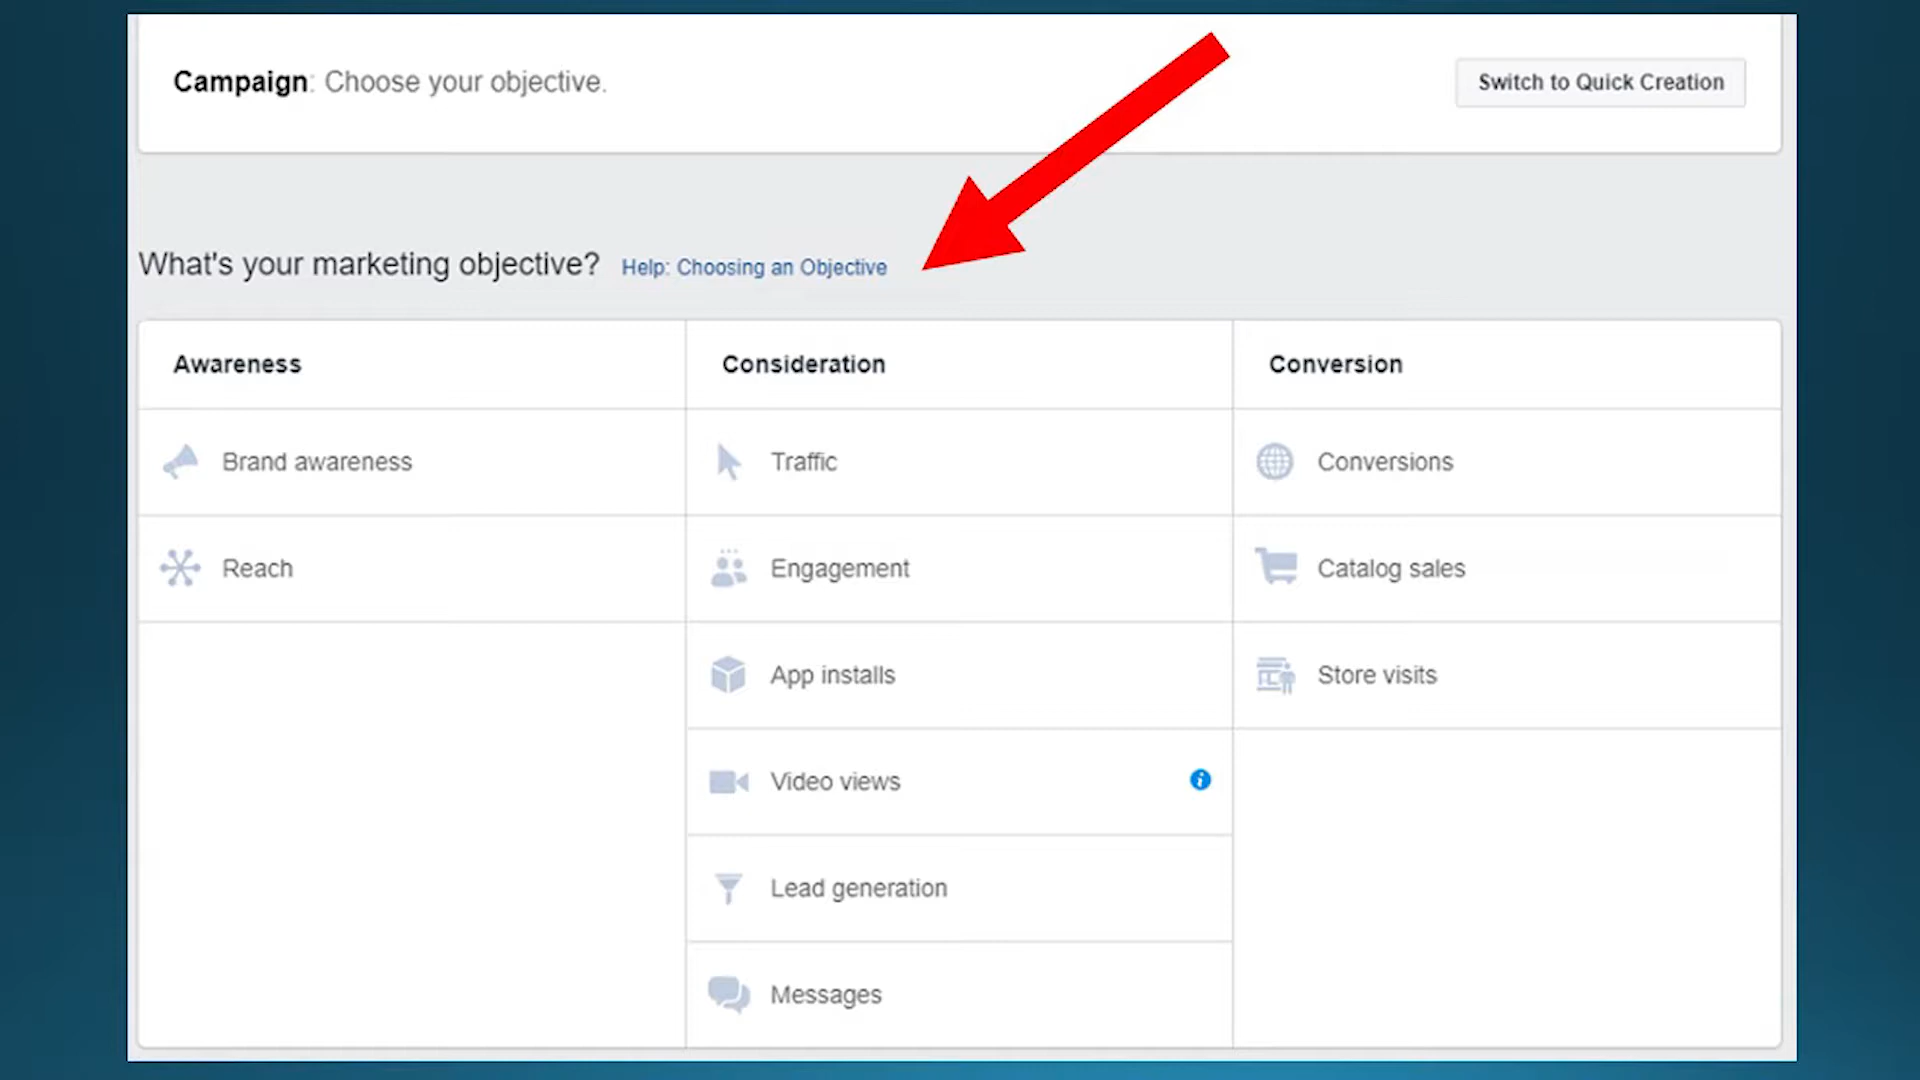 Campaign: Choose your objective.
Switch to Quick Creation
What's your marketing objective? Help: Choosing an Objective
Awareness
Consideration
Conversion
Brand awareness
Traffic
Conversions
Reach
Engagement
Catalog sales
App installs
Store visits
Video views
Lead generation
Messages